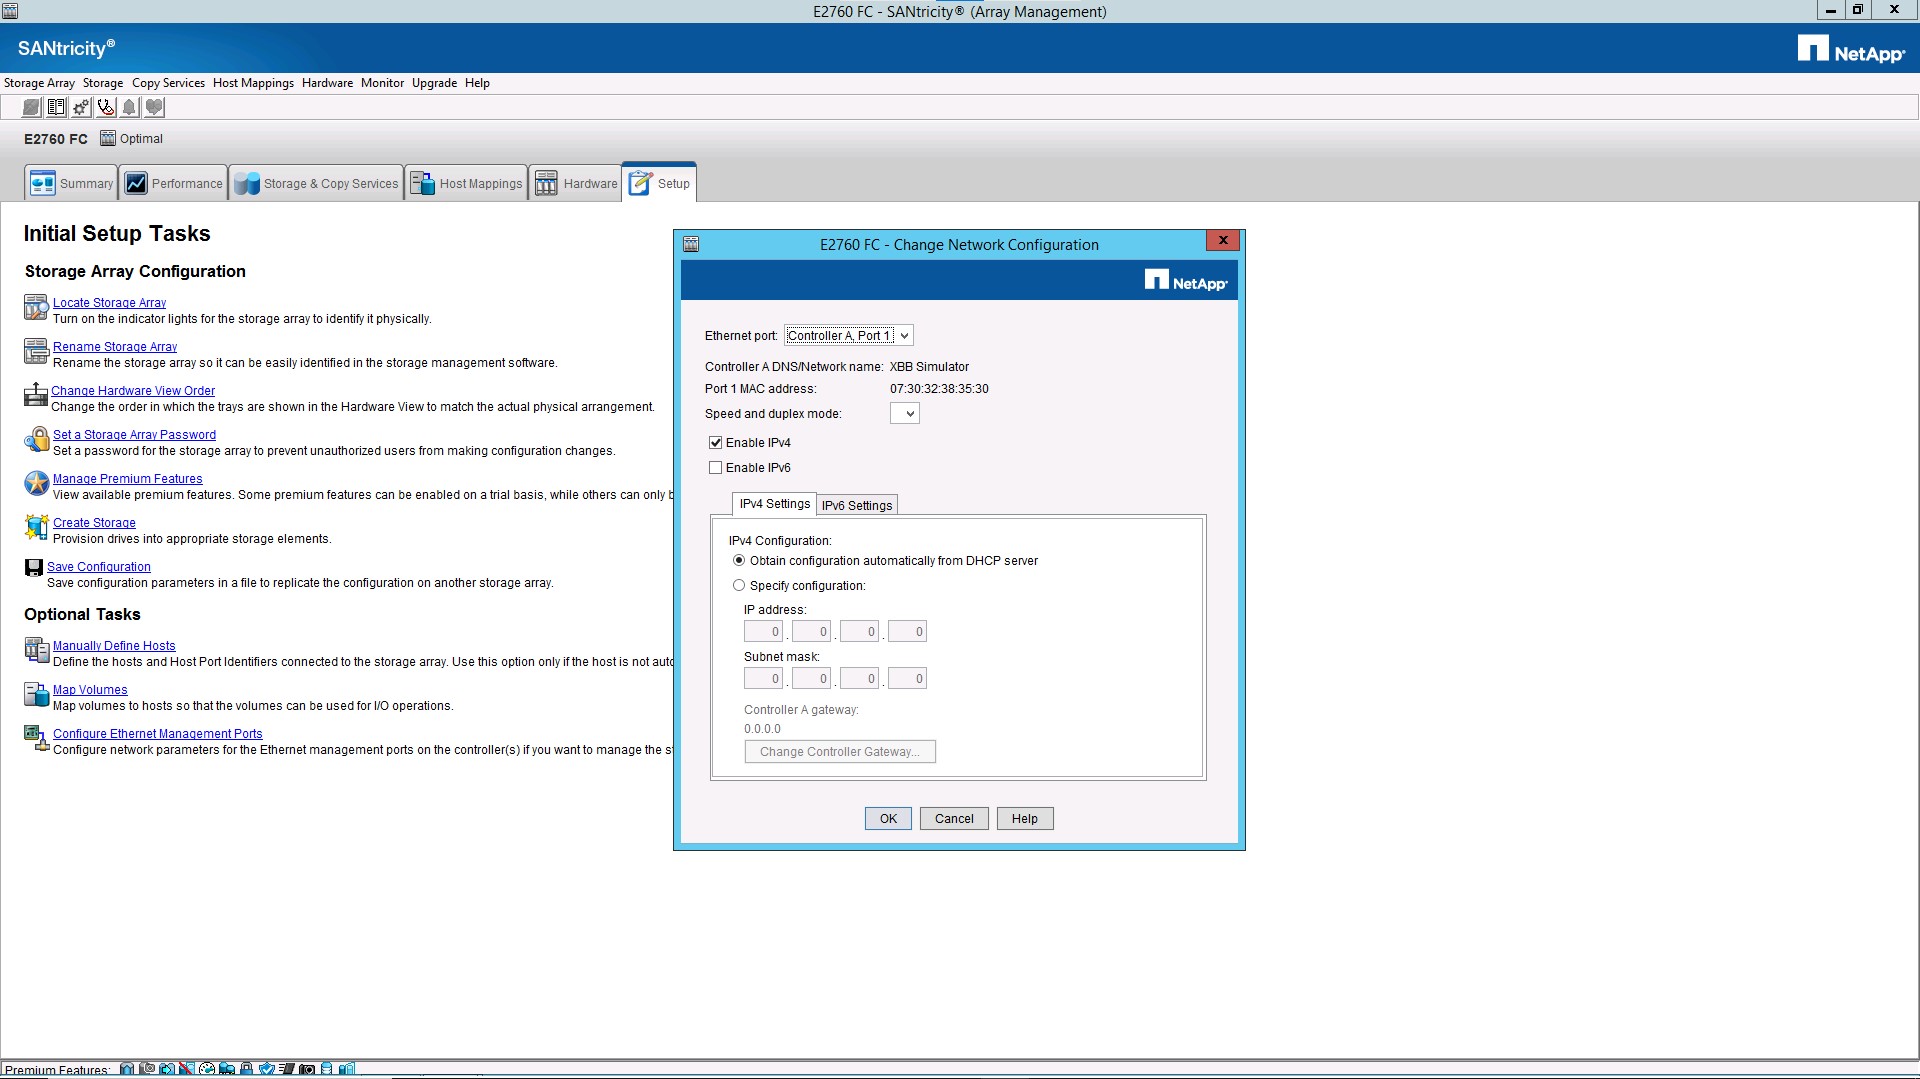 E2760 FC - SANtricity® (Array Management)
SANtricity®
NetApp
Storage Array Storage Copy Services Host Mappings Hardware Monitor Upgrade Help
E2760 FC Optimal
Summary Performance Storage & Copy Services Host Mappings Hardware Setup
Initial Setup Tasks
Storage Array Configuration
Locate Storage Array
Turn on the indicator lights for the storage array to identify it physically.
Rename Storage Array
Rename the storage array so it can be easily identified in the storage management software.
Change Hardware View Order
Change the order in which the trays are shown in the Hardware View to match the actual physical arrangement.
Set a Storage Array Password
Set a password for the storage array to prevent unauthorized users from making configuration changes.
Manage Premium Features
View available premium features. Some premium features can be enabled on a trial basis, while others can only b
Create Storage
Provision drives into appropriate storage elements.
Save Configuration
Save configuration parameters in a file to replicate the configuration on another storage array.
Optional Tasks
Manually Define Hosts
Define the hosts and Host Port Identifiers connected to the storage array. Use this option only if the host is not auto
Map Volumes
Map volumes to hosts so that the volumes can be used for I/O operations.
Configure Ethernet Management Ports
Configure network parameters for the Ethernet management ports on the controller(s) if you want to manage the s
E2760 FC - Change Network Configuration
NetApp
Ethernet port: Controller A, Port 1
Controller A DNS/Network name: XBB Simulator
Port 1 MAC address: 07:30:32:38:35:30
Speed and duplex mode:
Enable IPv4
Enable IPv6
IPv4 Settings IPv6 Settings
IPv4 Configuration:
Obtain configuration automatically from DHCP server
Specify configuration:
IP address:
0 . 0 . 0 . 0
Subnet mask:
0 . 0 . 0 . 0
Controller A gateway:
0.0.0.0
Change Controller Gateway...
OK Cancel Help
Premium Features: